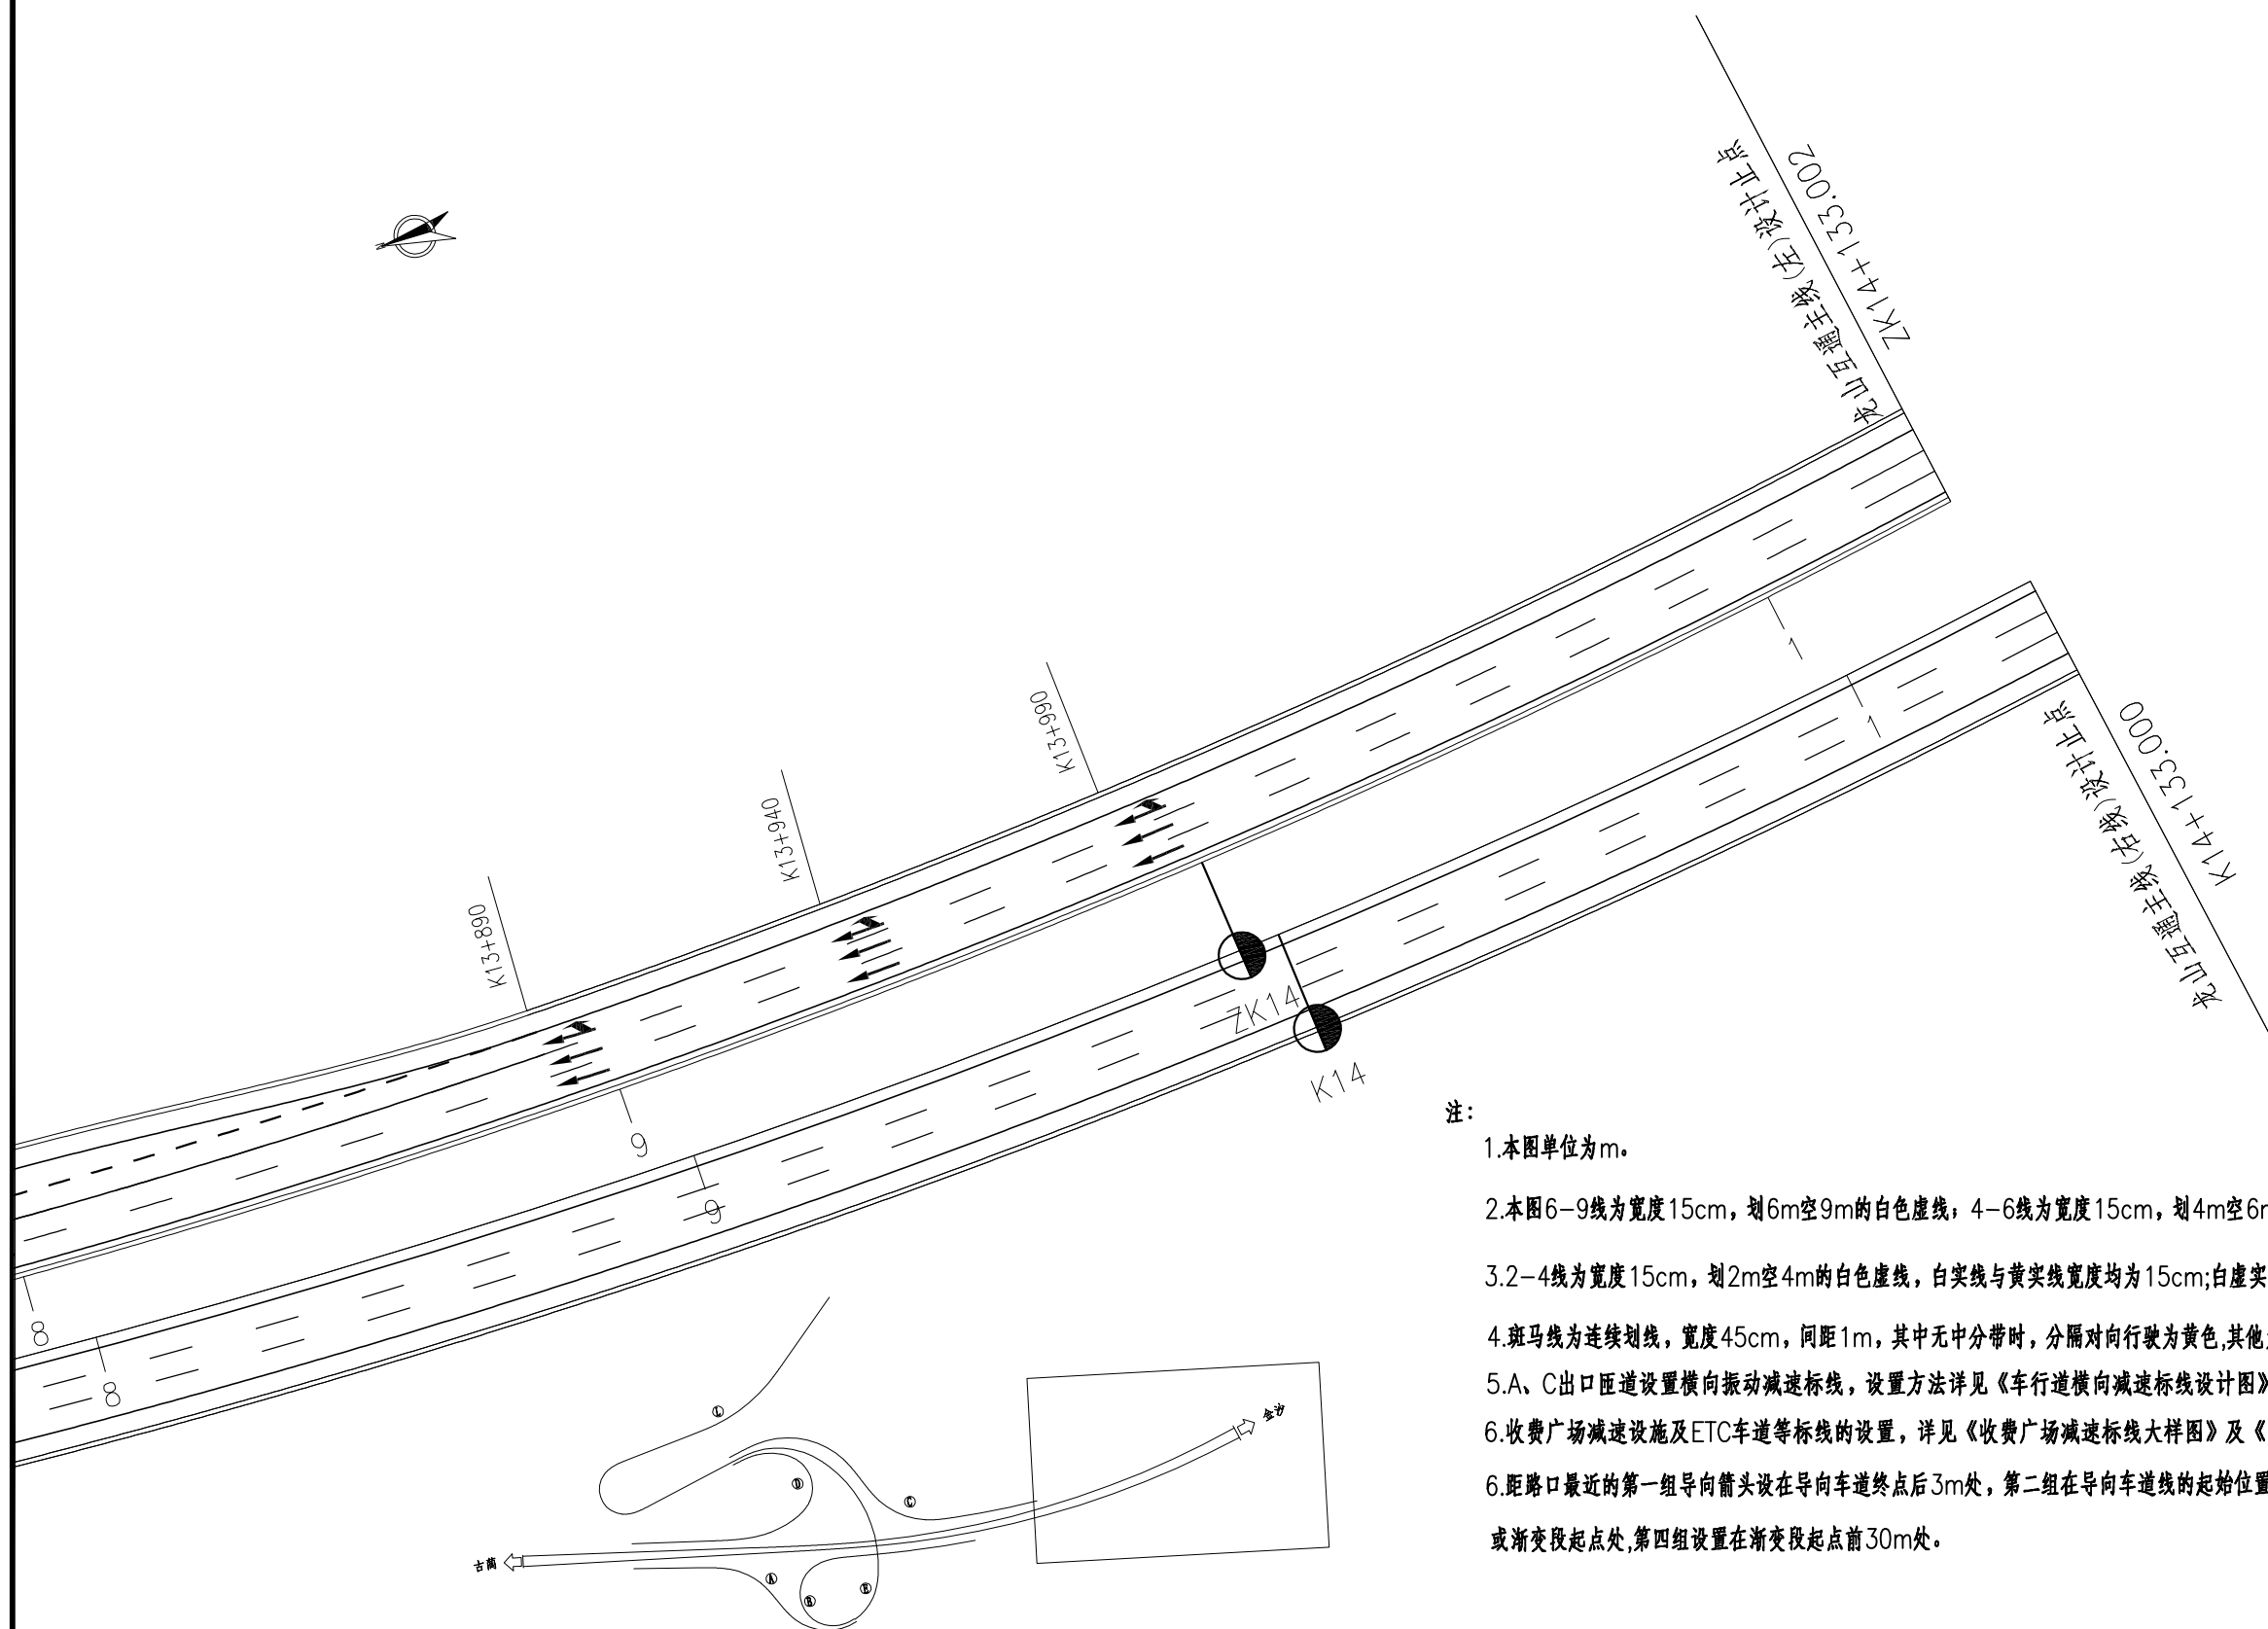 龙山互通主线(左)设计止点
ZK14+133.002
K13+990
K13+940
K13+890
1
1
龙山互通主线(右线)设计止点
K14+133.000
ZK14
K14
9
9
8
8
注：
1.本图单位为m。
2.本图6-9线为宽度15cm，划6m空9m的白色虚线；4-6线为宽度15cm，划4m空6m
3.2-4线为宽度15cm，划2m空4m的白色虚线，白实线与黄实线宽度均为15cm;白虚实
4.斑马线为连续划线，宽度45cm，间距1m，其中无中分带时，分隔对向行驶为黄色,其他
5.A、C出口匝道设置横向振动减速标线，设置方法详见《车行道横向减速标线设计图》
6.收费广场减速设施及ETC车道等标线的设置，详见《收费广场减速标线大样图》及《
6.距路口最近的第一组导向箭头设在导向车道终点后3m处，第二组在导向车道线的起始位置
或渐变段起点处,第四组设置在渐变段起点前30m处。
L
金沙
D
C
古蔺
A
B
E